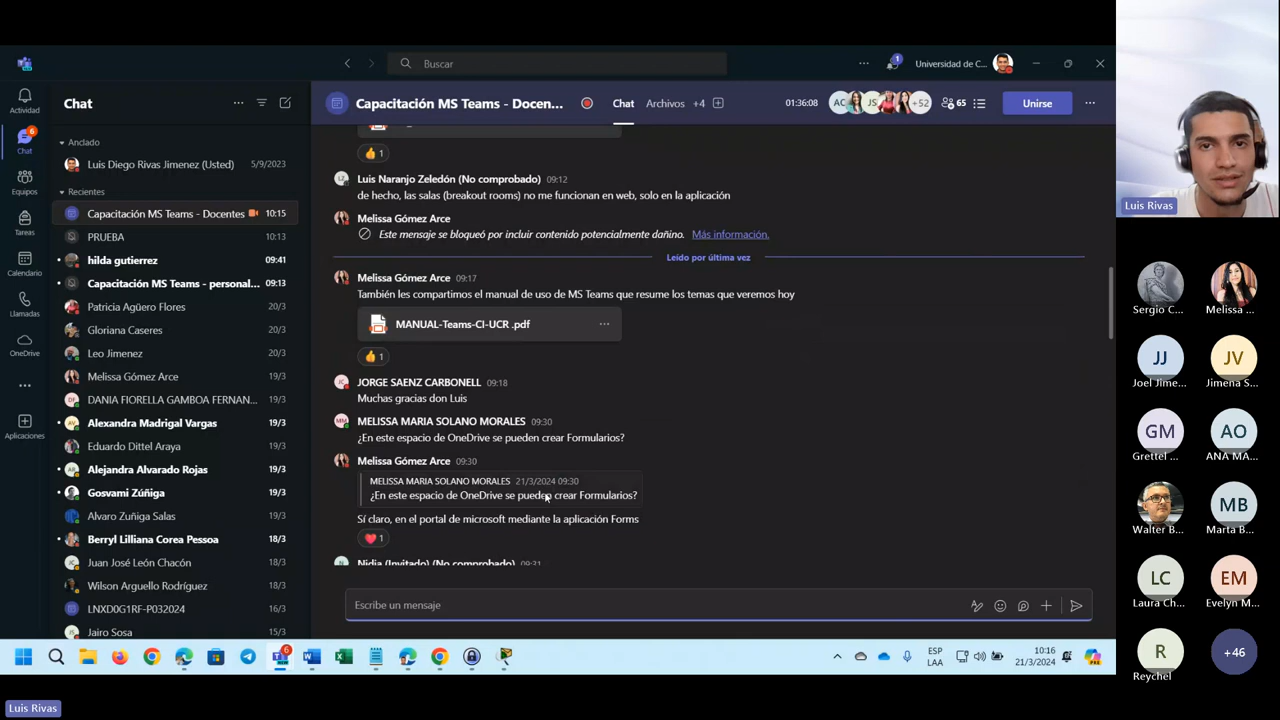 Buscar
Universidad de C...
Actividad
6
Chat
Equipos
Tareas
Calendario
Llamadas
OneDrive
Aplicaciones
Chat
Anclado
Luis Diego Rivas Jimenez (Usted) 5/9/2023
Recientes
Capacitación MS Teams - Docentes 10:15
PRUEBA 10:13
hilda gutierrez 09:41
Capacitación MS Teams - personal... 09:13
Patricia Agüero Flores 20/3
Gloriana Caseres 20/3
Leo Jimenez 20/3
Melissa Gómez Arce 19/3
DANIA FIORELLA GAMBOA FERNAN... 19/3
Alexandra Madrigal Vargas 19/3
Eduardo Dittel Araya 19/3
Alejandra Alvarado Rojas 19/3
Gosvami Zúñiga 19/3
Alvaro Zuñiga Salas 19/3
Berryl Lilliana Corea Pessoa 18/3
Juan José León Chacón 18/3
Wilson Arguello Rodríguez 18/3
LNXD0G1RF-P032024 16/3
Jairo Sosa 15/3
Capacitación MS Teams - Docen... Chat Archivos +4 01:36:08 AC JS +52 65 Unirse
1
Luis Naranjo Zeledón (No comprobado) 09:12
de hecho, las salas (breakout rooms) no me funcionan en web, solo en la aplicación
Melissa Gómez Arce
Este mensaje se bloqueó por incluir contenido potencialmente dañino. Más información.
Leído por última vez
Melissa Gómez Arce 09:17
También les compartimos el manual de uso de MS Teams que resume los temas que veremos hoy
MANUAL-Teams-CI-UCR .pdf
1
JORGE SAENZ CARBONELL 09:18
Muchas gracias don Luis
MELISSA MARIA SOLANO MORALES 09:30
¿En este espacio de OneDrive se pueden crear Formularios?
Melissa Gómez Arce 09:30
MELISSA MARIA SOLANO MORALES 21/3/2024 09:30
¿En este espacio de OneDrive se pueden crear Formularios?
Sí claro, en el portal de microsoft mediante la aplicación Forms
1
Nidia (Invitado) (No comprobado) 09:31
Escribe un mensaje
ESP
LAA
10:16
21/3/2024
Luis Rivas
Luis Rivas
Sergio C...
Melissa ...
JJ
Joel Jime...
JV
Jimena S...
GM
Grettel ...
AO
ANA MA...
Walter B...
MB
Marta B...
LC
Laura Ch...
EM
Evelyn M...
R
Reychel
+46